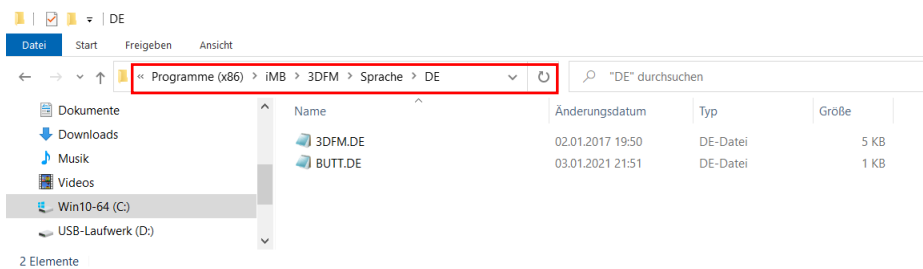 DE
Datei Start Freigeben Ansicht
« Programme (x86) > iMB > 3DFM > Sprache > DE "DE" durchsuchen
Dokumente Name Änderungsdatum Typ Größe
Downloads 3DFM.DE 02.01.2017 19:50 DE-Datei 5 KB
Musik BUTT.DE 03.01.2021 21:51 DE-Datei 1 KB
Videos
Win10-64 (C:)
USB-Laufwerk (D:)
2 Elemente